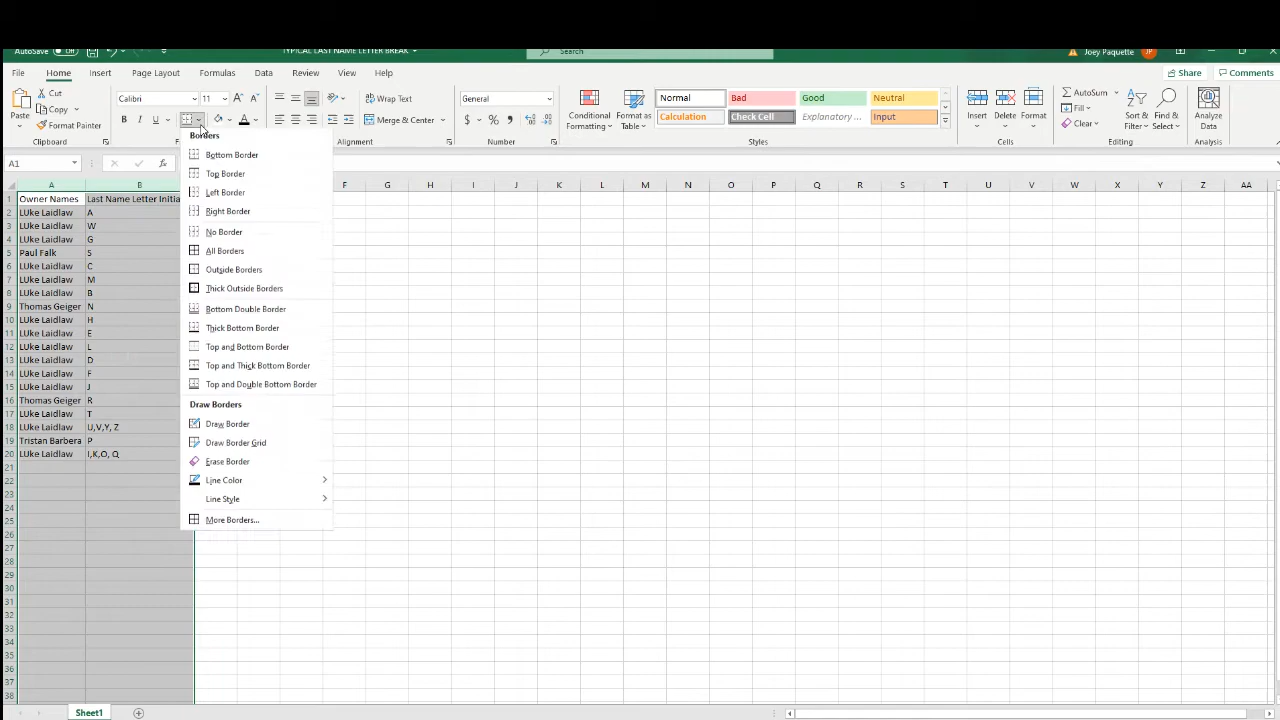 AutoSave Off TYPICAL LAST NAME LETTER BREAK Search Joey Paquette JP
File Home Insert Page Layout Formulas Data Review View Help Share Comments
Paste Cut Copy Format Painter
Calibri 11
B I U A
Wrap Text
Merge & Center
General
$ % ,
Conditional Formatting Format as Table
Normal Bad Good Neutral
Calculation Check Cell Explanatory ... Input
Insert Delete Format
AutoSum Fill Clear
Sort & Filter Find & Select
Analyze Data
Clipboard Alignment Number Styles Cells Editing Analysis
A1 fx
A B F G H I J K L M N O P Q R S T U V W X Y Z AA
1 Owner Names Last Name Letter Initia
2 LUke Laidlaw A
3 LUke Laidlaw W
4 LUke Laidlaw G
5 Paul Falk S
6 LUke Laidlaw C
7 LUke Laidlaw M
8 LUke Laidlaw B
9 Thomas Geiger N
10 LUke Laidlaw H
11 LUke Laidlaw E
12 LUke Laidlaw L
13 LUke Laidlaw D
14 LUke Laidlaw F
15 LUke Laidlaw J
16 Thomas Geiger R
17 LUke Laidlaw T
18 LUke Laidlaw U,V,Y, Z
19 Tristan Barbera P
20 LUke Laidlaw I,K,O, Q
21
22
23
24
25
26
27
28
29
30
31
32
33
34
35
36
37
38
Borders
Bottom Border
Top Border
Left Border
Right Border
No Border
All Borders
Outside Borders
Thick Outside Borders
Bottom Double Border
Thick Bottom Border
Top and Bottom Border
Top and Thick Bottom Border
Top and Double Bottom Border
Draw Borders
Draw Border
Draw Border Grid
Erase Border
Line Color
Line Style
More Borders...
Sheet1